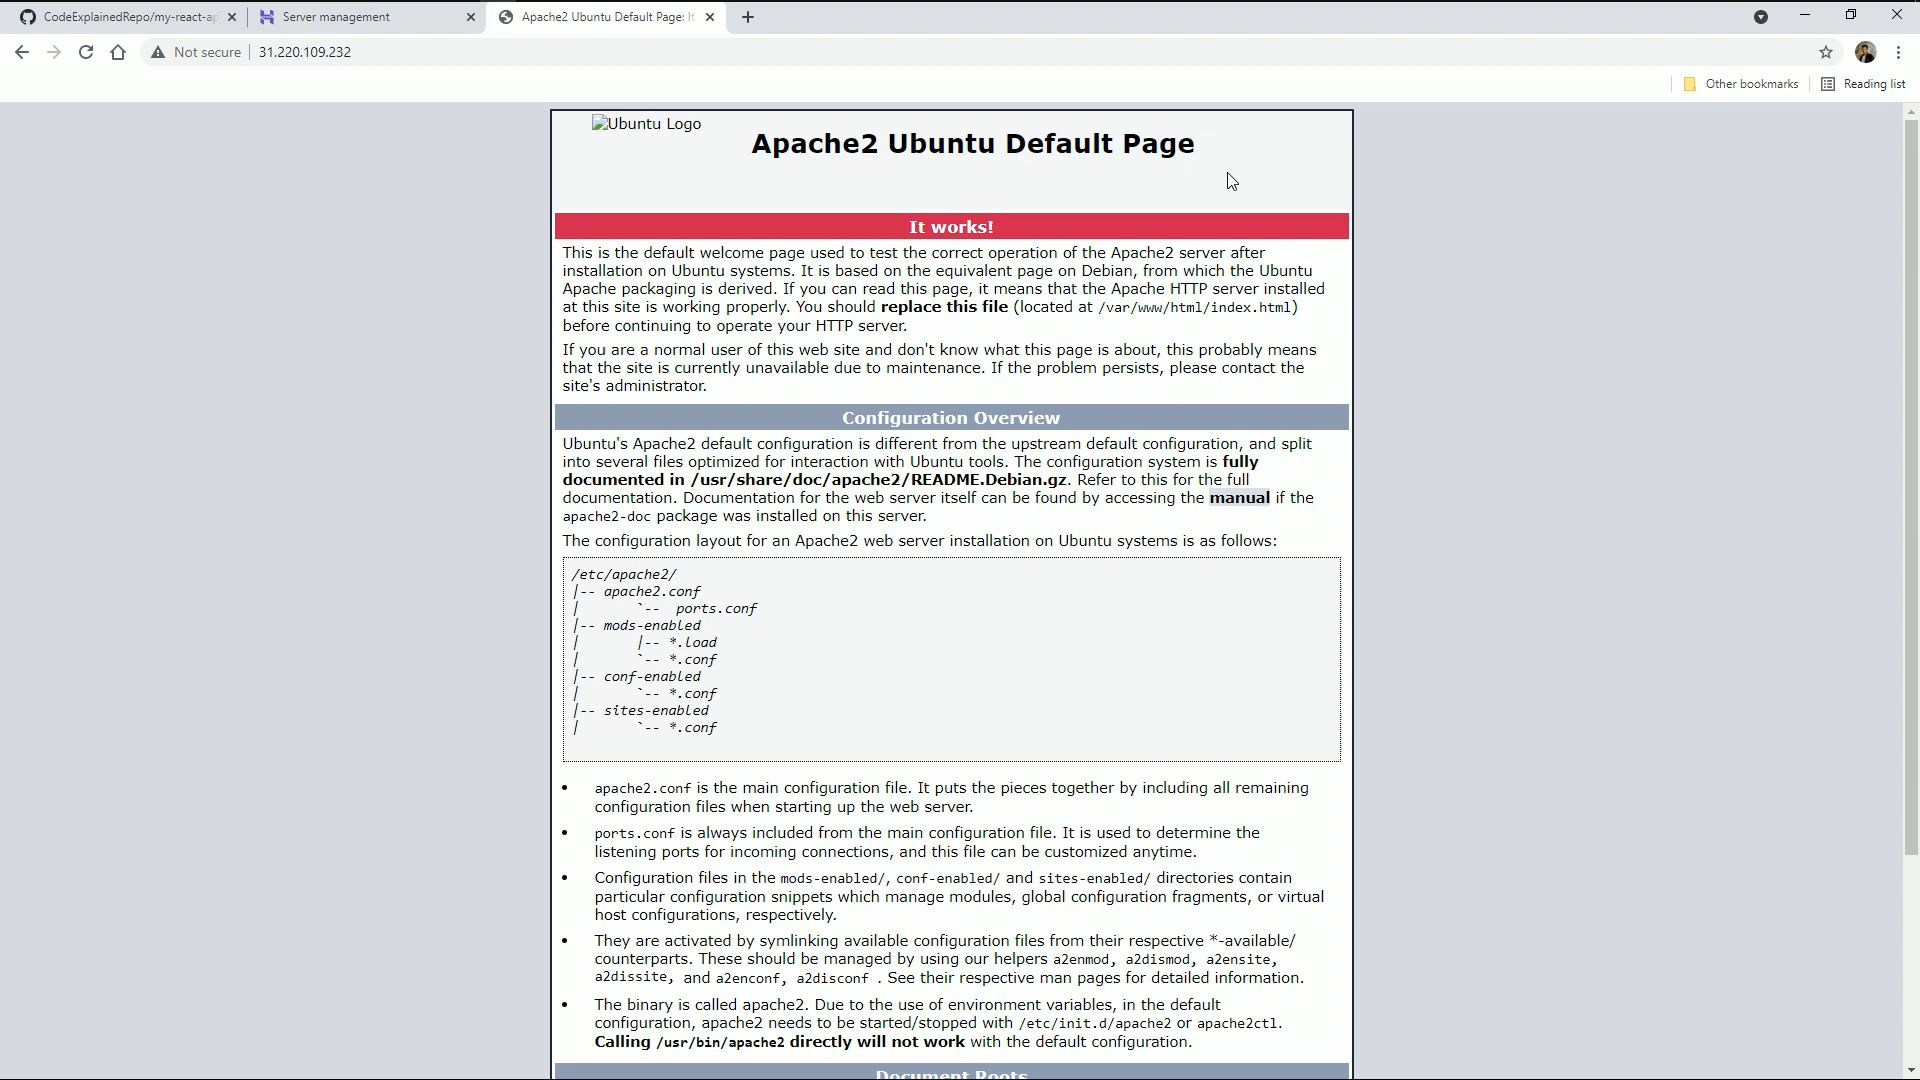 CodeExplainedRepo/my-react-ap
Server management
Apache2 Ubuntu Default Page: It
Not secure
31.220.109.232
Other bookmarks
Reading list
Ubuntu Logo
Apache2 Ubuntu Default Page
It works!
This is the default welcome page used to test the correct operation of the Apache2 server after
installation on Ubuntu systems. It is based on the equivalent page on Debian, from which the Ubuntu
Apache packaging is derived. If you can read this page, it means that the Apache HTTP server installed
at this site is working properly. You should replace this file (located at /var/www/html/index.html)
before continuing to operate your HTTP server.
If you are a normal user of this web site and don't know what this page is about, this probably means
that the site is currently unavailable due to maintenance. If the problem persists, please contact the
site's administrator.
Configuration Overview
Ubuntu's Apache2 default configuration is different from the upstream default configuration, and split
into several files optimized for interaction with Ubuntu tools. The configuration system is fully
documented in /usr/share/doc/apache2/README.Debian.gz. Refer to this for the full
documentation. Documentation for the web server itself can be found by accessing the manual if the
apache2-doc package was installed on this server.
The configuration layout for an Apache2 web server installation on Ubuntu systems is as follows:
/etc/apache2/
|-- apache2.conf
|       `--  ports.conf
|-- mods-enabled
|       |-- *.load
|       `-- *.conf
|-- conf-enabled
|       `-- *.conf
|-- sites-enabled
|       `-- *.conf
• apache2.conf is the main configuration file. It puts the pieces together by including all remaining
configuration files when starting up the web server.
• ports.conf is always included from the main configuration file. It is used to determine the
listening ports for incoming connections, and this file can be customized anytime.
• Configuration files in the mods-enabled/, conf-enabled/ and sites-enabled/ directories contain
particular configuration snippets which manage modules, global configuration fragments, or virtual
host configurations, respectively.
• They are activated by symlinking available configuration files from their respective *-available/
counterparts. These should be managed by using our helpers a2enmod, a2dismod, a2ensite,
a2dissite, and a2enconf, a2disconf . See their respective man pages for detailed information.
• The binary is called apache2. Due to the use of environment variables, in the default
configuration, apache2 needs to be started/stopped with /etc/init.d/apache2 or apache2ctl.
Calling /usr/bin/apache2 directly will not work with the default configuration.
Document Roots